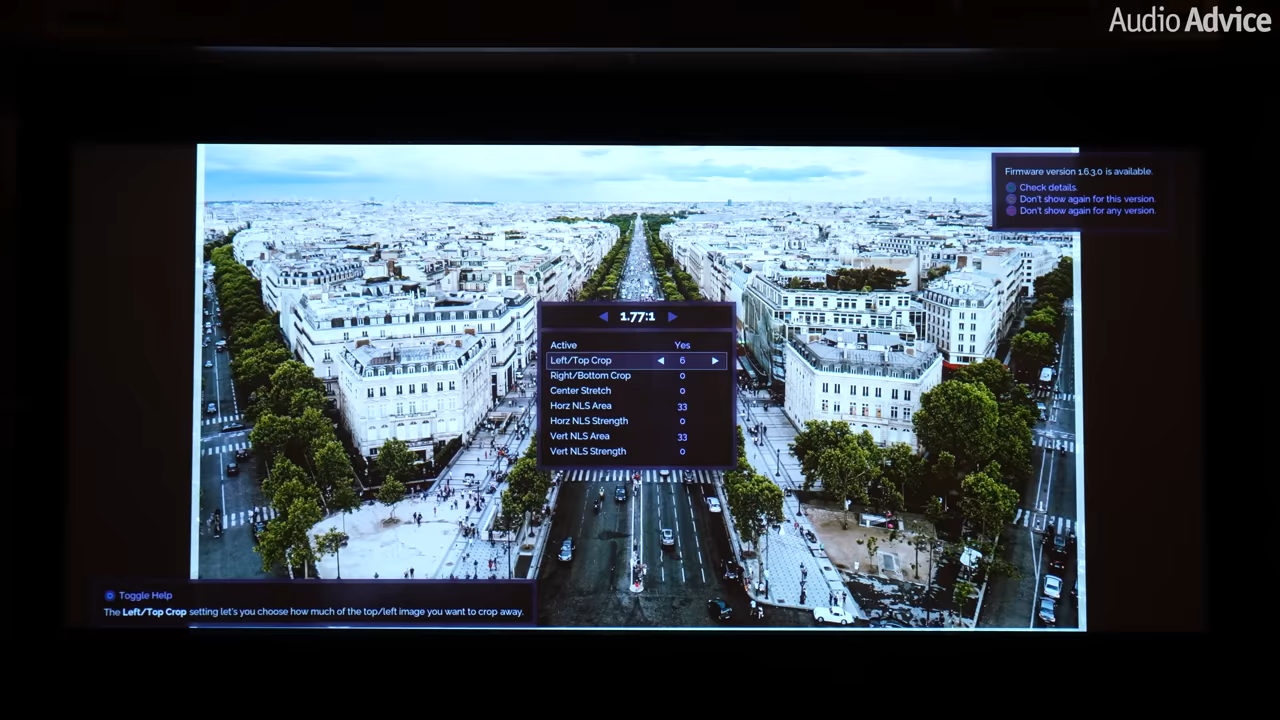 Audio Advice
Firmware version 1.6.3.0 is available.
Check details.
Don't show again for this version.
Don't show again for any version.
1.77:1
Active Yes
Left/Top Crop 6
Right/Bottom Crop 0
Center Stretch 0
Horz NLS Area 33
Horz NLS Strength 0
Vert NLS Area 33
Vert NLS Strength 0
Toggle Help
The Left/Top Crop setting let's you choose how much of the top/left image you want to crop away.